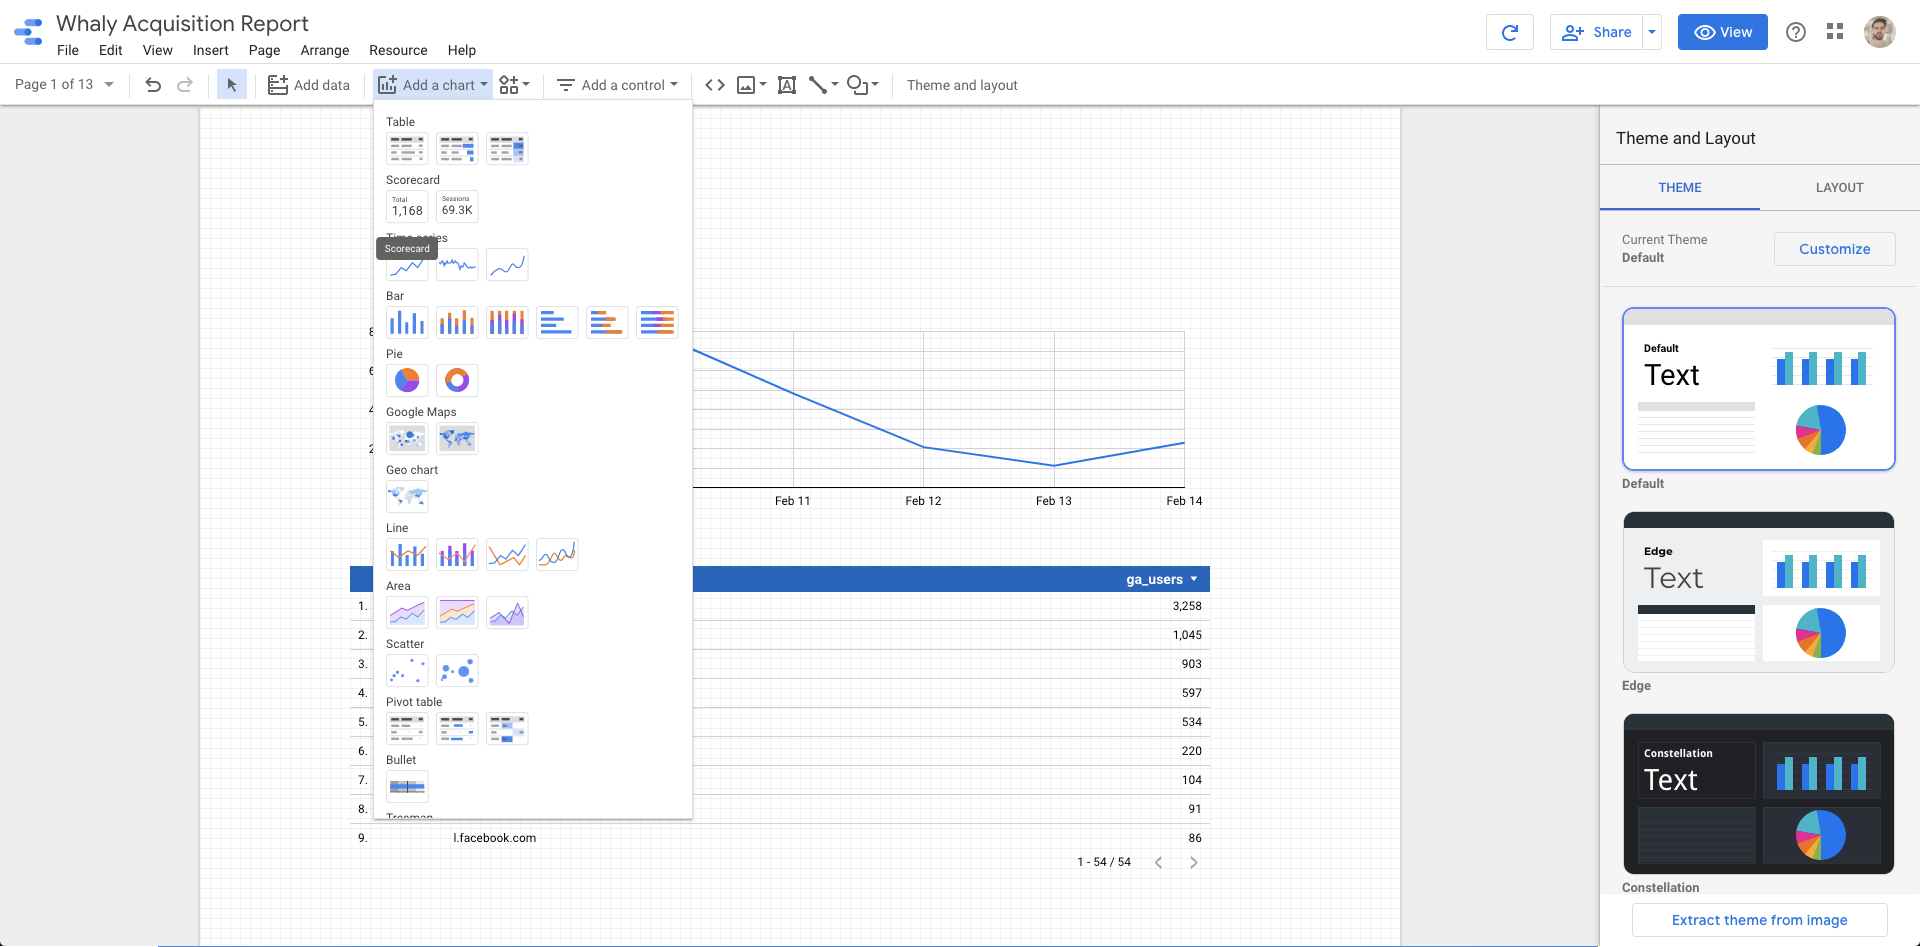 Whaly Acquisition Report
File Edit View Insert Page Arrange Resource Help
Share
View
Page 1 of 13
Add data
Add a chart
Add a control
Theme and layout
Table
Scorecard
Total
1,168
Sessions
69.3K
Time series
Scorecard
Bar
Pie
Google Maps
Geo chart
Line
Area
Scatter
Pivot table
Bullet
Treemap
8
6
4
2
Feb 11 Feb 12 Feb 13 Feb 14
ga_users
1. 3,258
2. 1,045
3. 903
4. 597
5. 534
6. 220
7. 104
8. 91
9. l.facebook.com 86
1 - 54 / 54
Theme and Layout
THEME LAYOUT
Current Theme
Default
Customize
Default
Text
Default
Edge
Text
Edge
Constellation
Text
Constellation
Extract theme from image